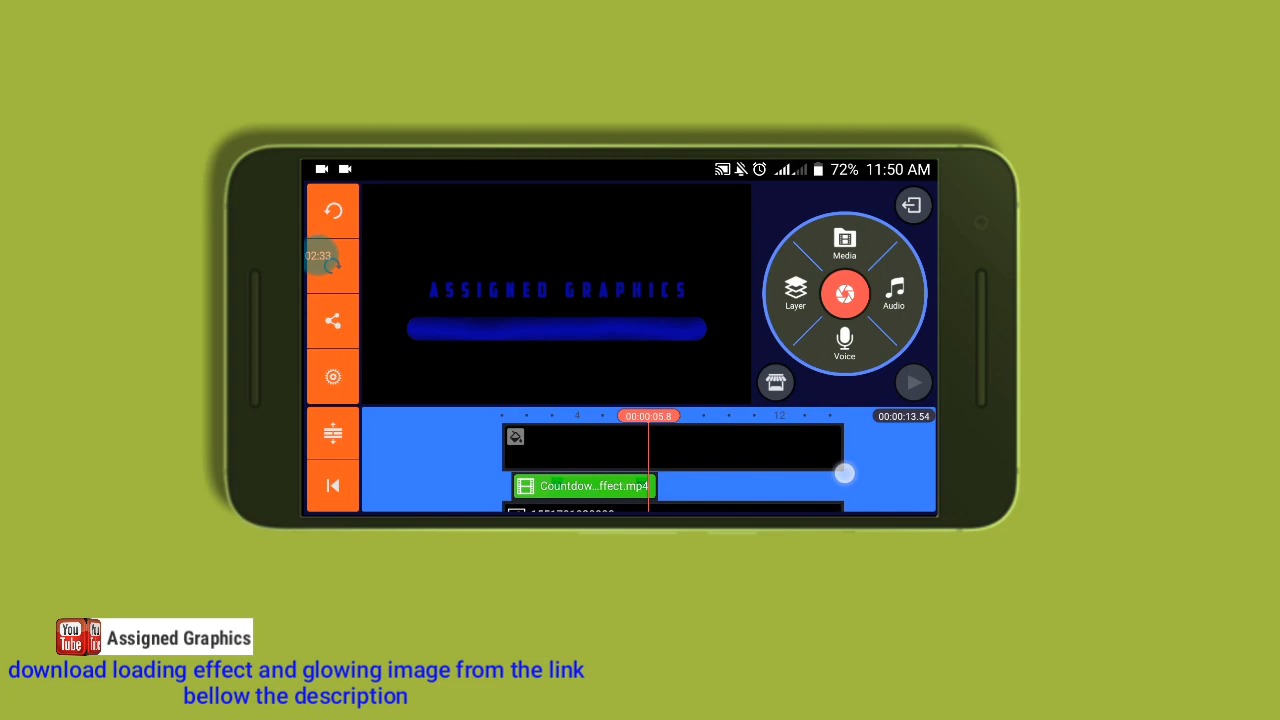 72% 11:50 AM
02:33
Media
Layer
Audio
Voice
ASSIGNED GRAPHICS
4
00:00:05.8
12
00:00:13.54
Countdow...ffect.mp4
You Tube
Assigned Graphics
download loading effect and glowing image from the link
bellow the description